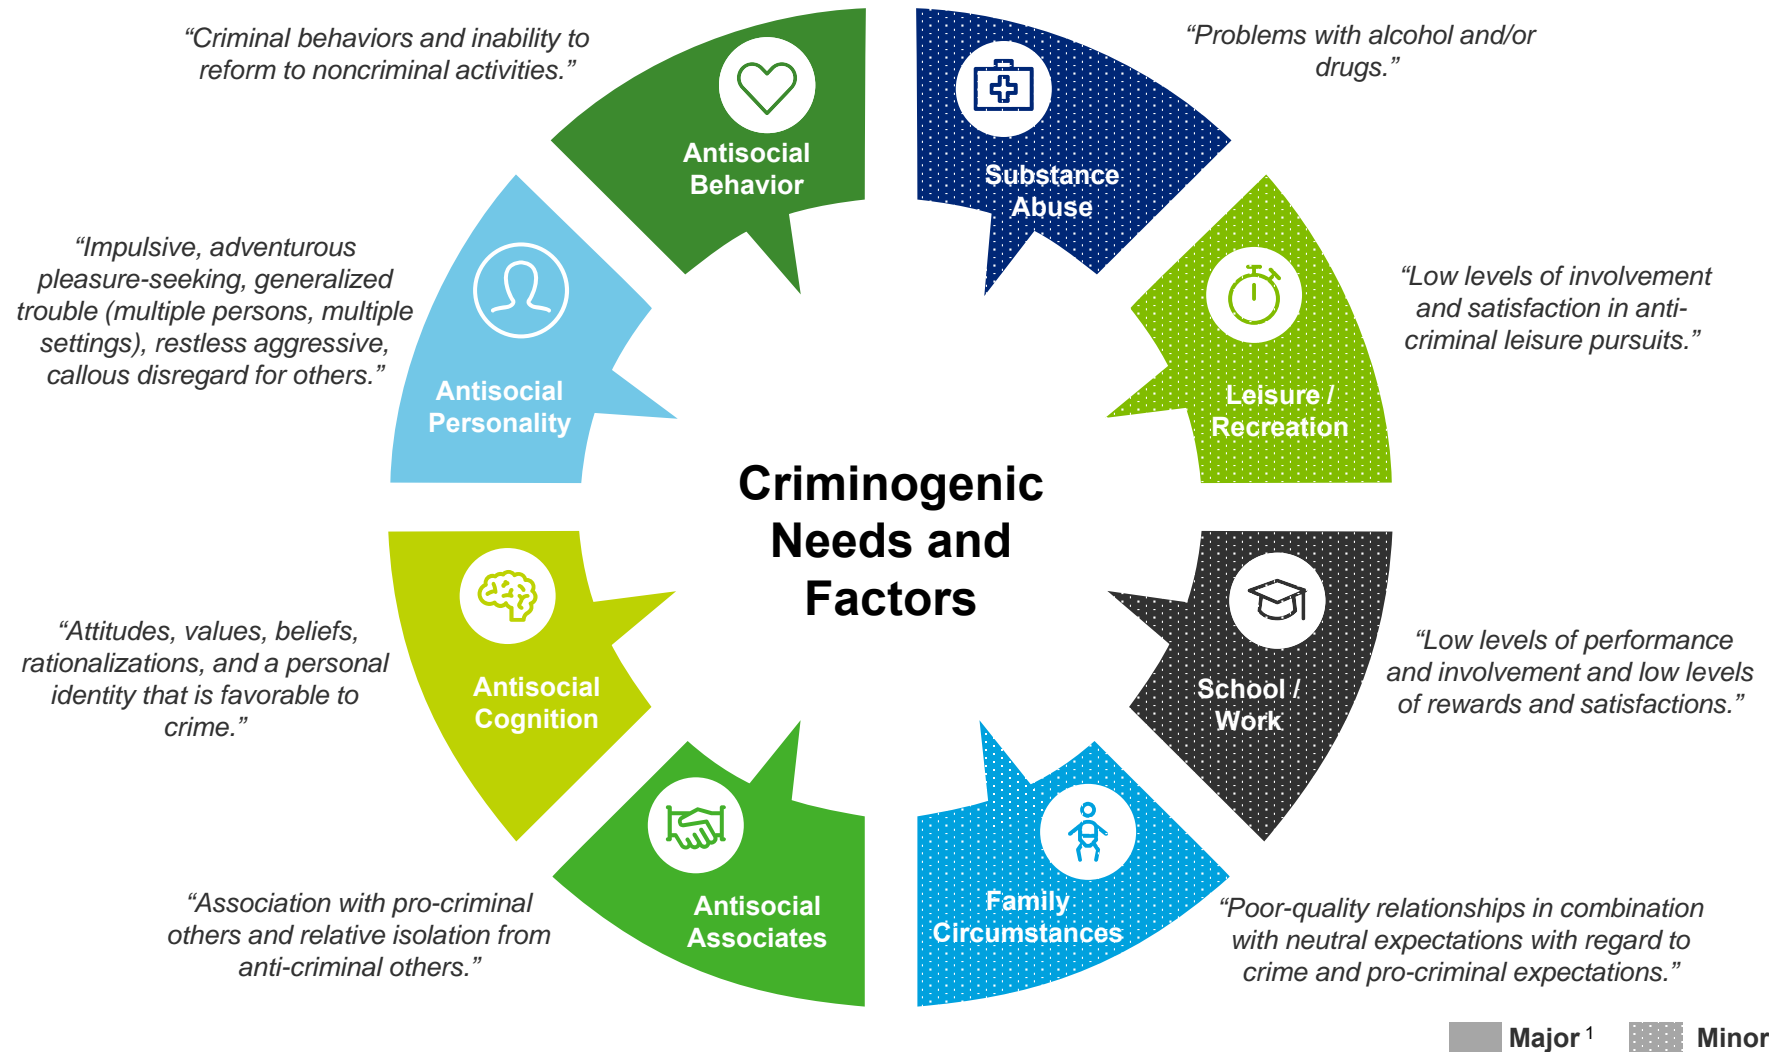 “Criminal behaviors and inability to
reform to noncriminal activities.”
“Problems with alcohol and/or
drugs.”
Antisocial
Behavior
Substance
Abuse
“Impulsive, adventurous
pleasure-seeking, generalized
trouble (multiple persons, multiple
settings), restless aggressive,
callous disregard for others.”
“Low levels of involvement
and satisfaction in anti-
criminal leisure pursuits.”
Antisocial
Personality
Leisure /
Recreation
Criminogenic
Needs and
Factors
“Attitudes, values, beliefs,
rationalizations, and a personal
identity that is favorable to
crime.”
Antisocial
Cognition
School /
Work
“Low levels of performance
and involvement and low levels
of rewards and satisfactions.”
“Association with pro-criminal
others and relative isolation from
anti-criminal others.”
Antisocial
Associates
Family
Circumstances
“Poor-quality relationships in combination
with neutral expectations with regard to
crime and pro-criminal expectations.”
Major ¹
Minor